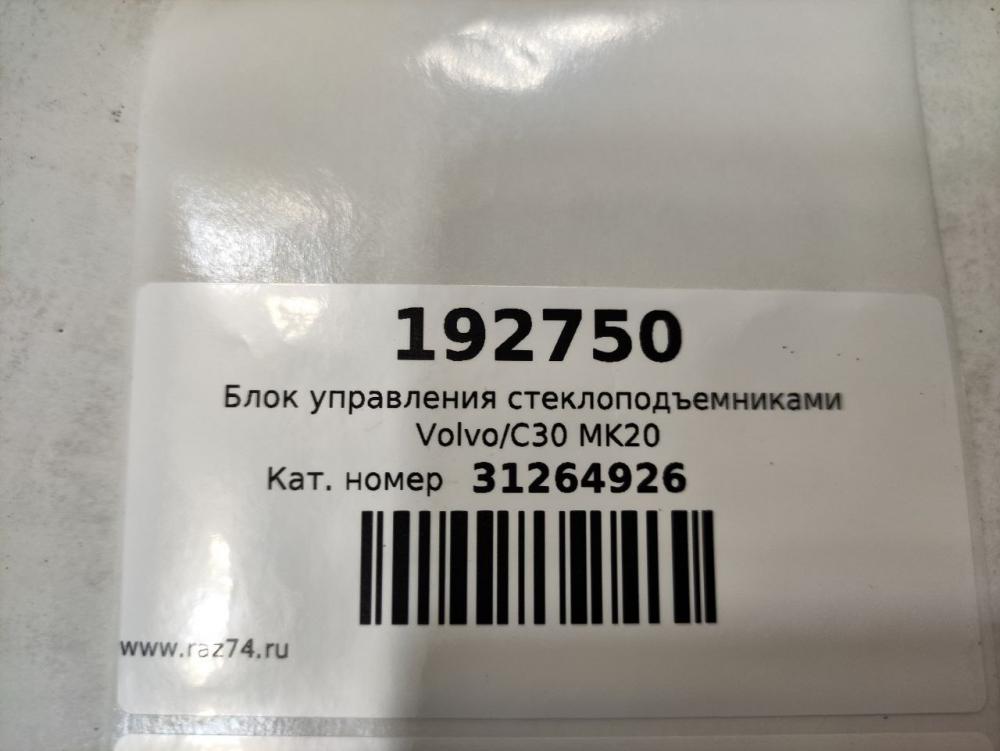 192750
Блок управления стеклоподъемниками
Volvo/C30 MK20
Кат. номер 31264926
www.raz74.ru